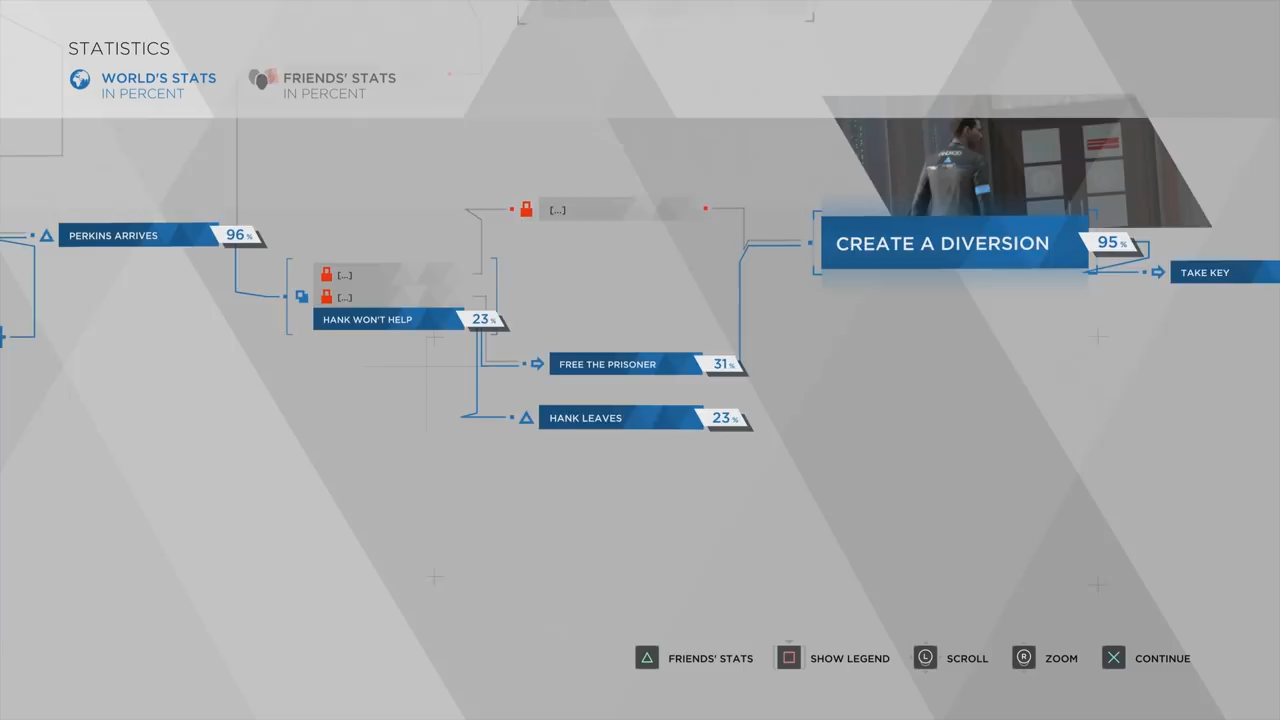 STATISTICS
WORLD'S STATS
IN PERCENT
FRIENDS' STATS
IN PERCENT
ANDROID
[...]
PERKINS ARRIVES 96%
CREATE A DIVERSION 95%
[...]
TAKE KEY
[...]
HANK WON'T HELP 23%
FREE THE PRISONER 31%
HANK LEAVES 23%
FRIENDS' STATS
SHOW LEGEND
L SCROLL
R ZOOM
CONTINUE